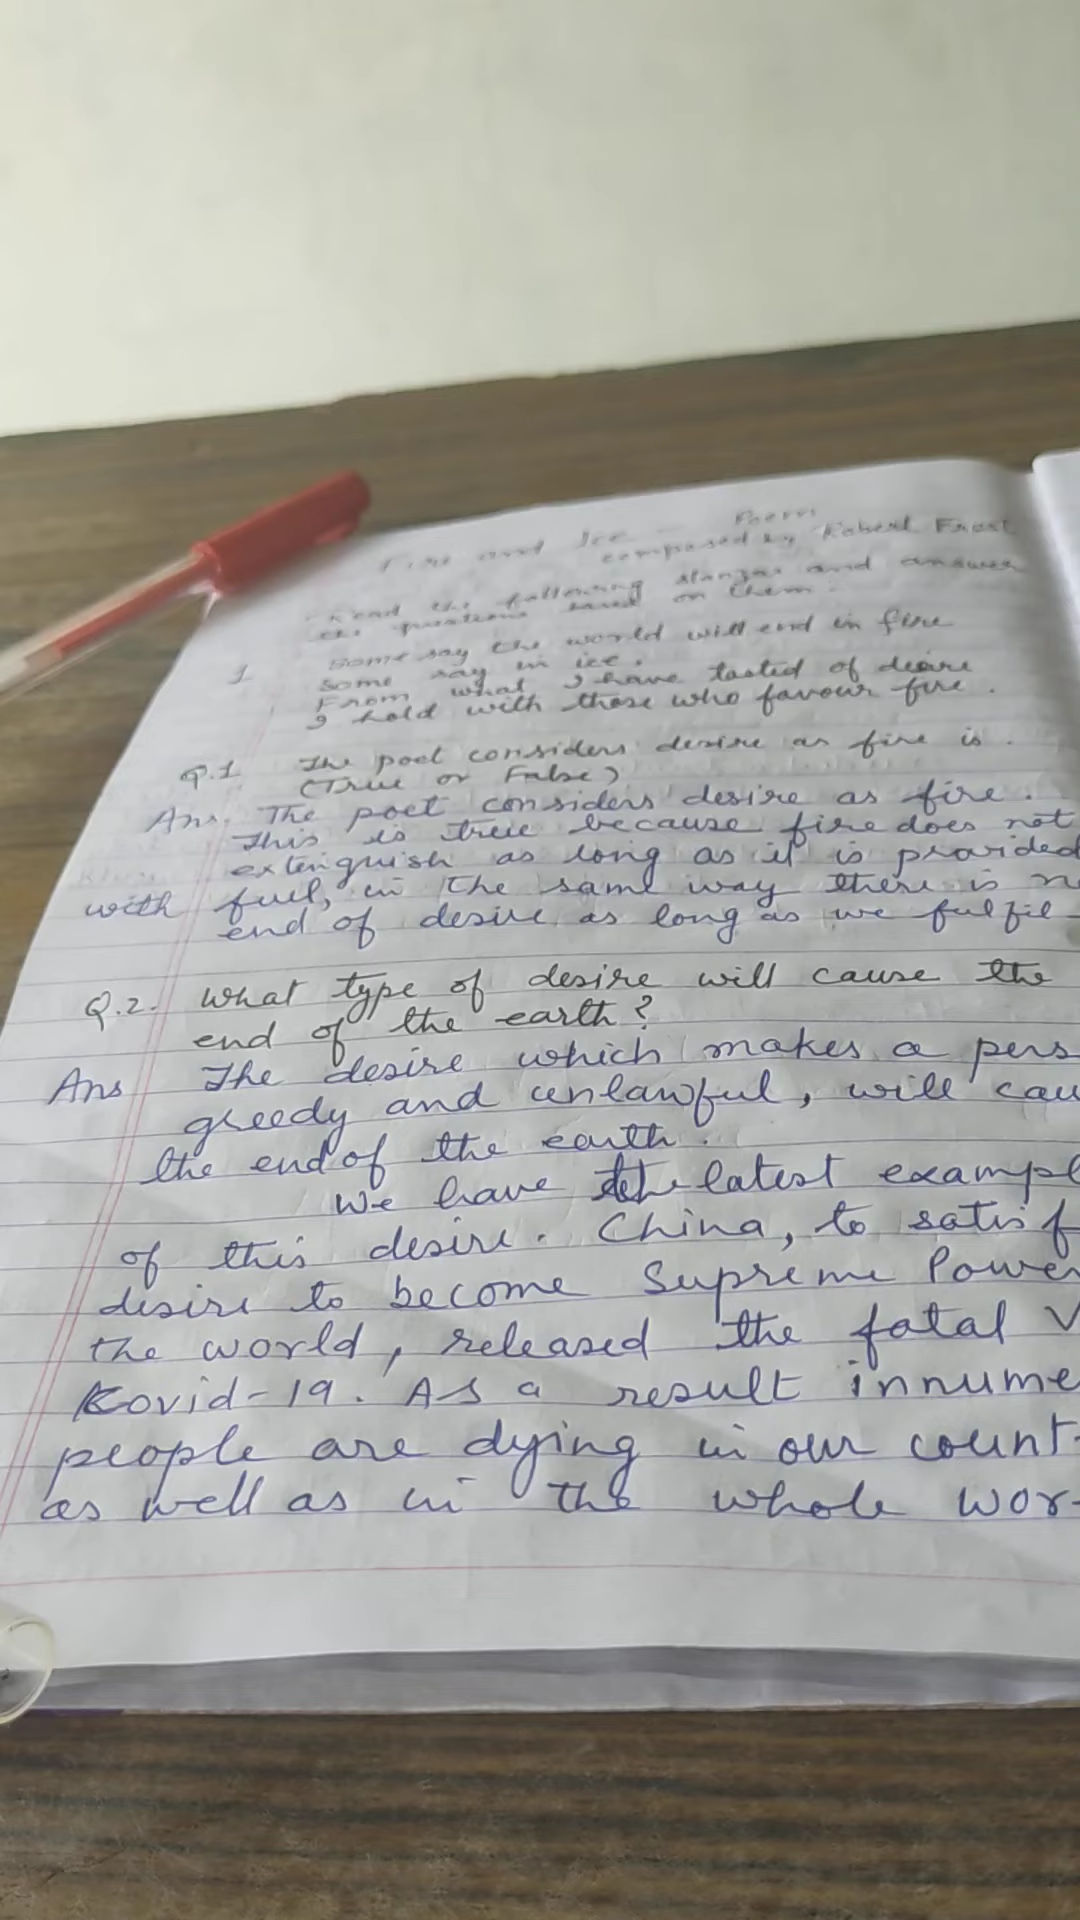 Poem
Fire and Ice — composed by Robert Frost
Read the following stanzas and answer
the questions based on them.
1 Some say the world will end in fire
Some say in ice.
From what I have tasted of desire
I hold with those who favour fire.
Q.1 The poet considers desire as fire is.
(True or False)
Ans. The poet considers desire as fire.
This is true because fire does not
extinguish as long as it is provided
with fuel, in the same way there is n
end of desire as long as we fulfil
Q.2. What type of desire will cause the
end of the earth?
Ans The desire which makes a pers
greedy and unlawful, will cau
the end of the earth.
We have the latest exampl
of this desire. China, to satisf
desire to become Supreme Power
the world, released the fatal V
Kovid-19. As a result innume
people are dying in our count
as well as in the whole wor